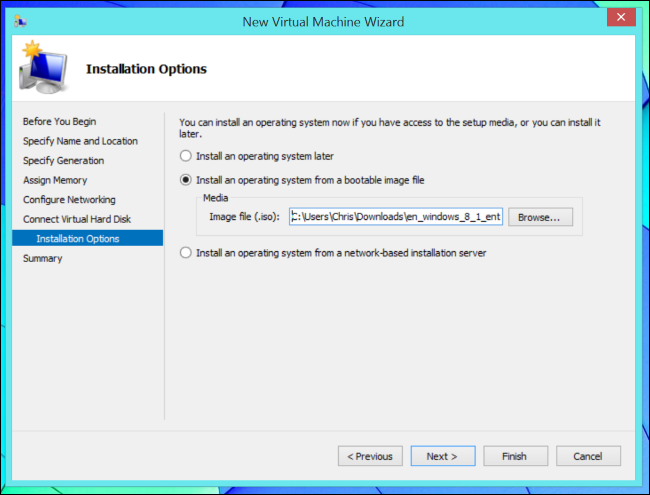 New Virtual Machine Wizard
Installation Options
Before You Begin
Specify Name and Location
Specify Generation
Assign Memory
Configure Networking
Connect Virtual Hard Disk
Installation Options
Summary
You can install an operating system now if you have access to the setup media, or you can install it
later.
Install an operating system later
Install an operating system from a bootable image file
Media
Image file (.iso): C:\Users\Chris\Downloads\en_windows_8_1_ent Browse...
Install an operating system from a network-based installation server
< Previous Next > Finish Cancel